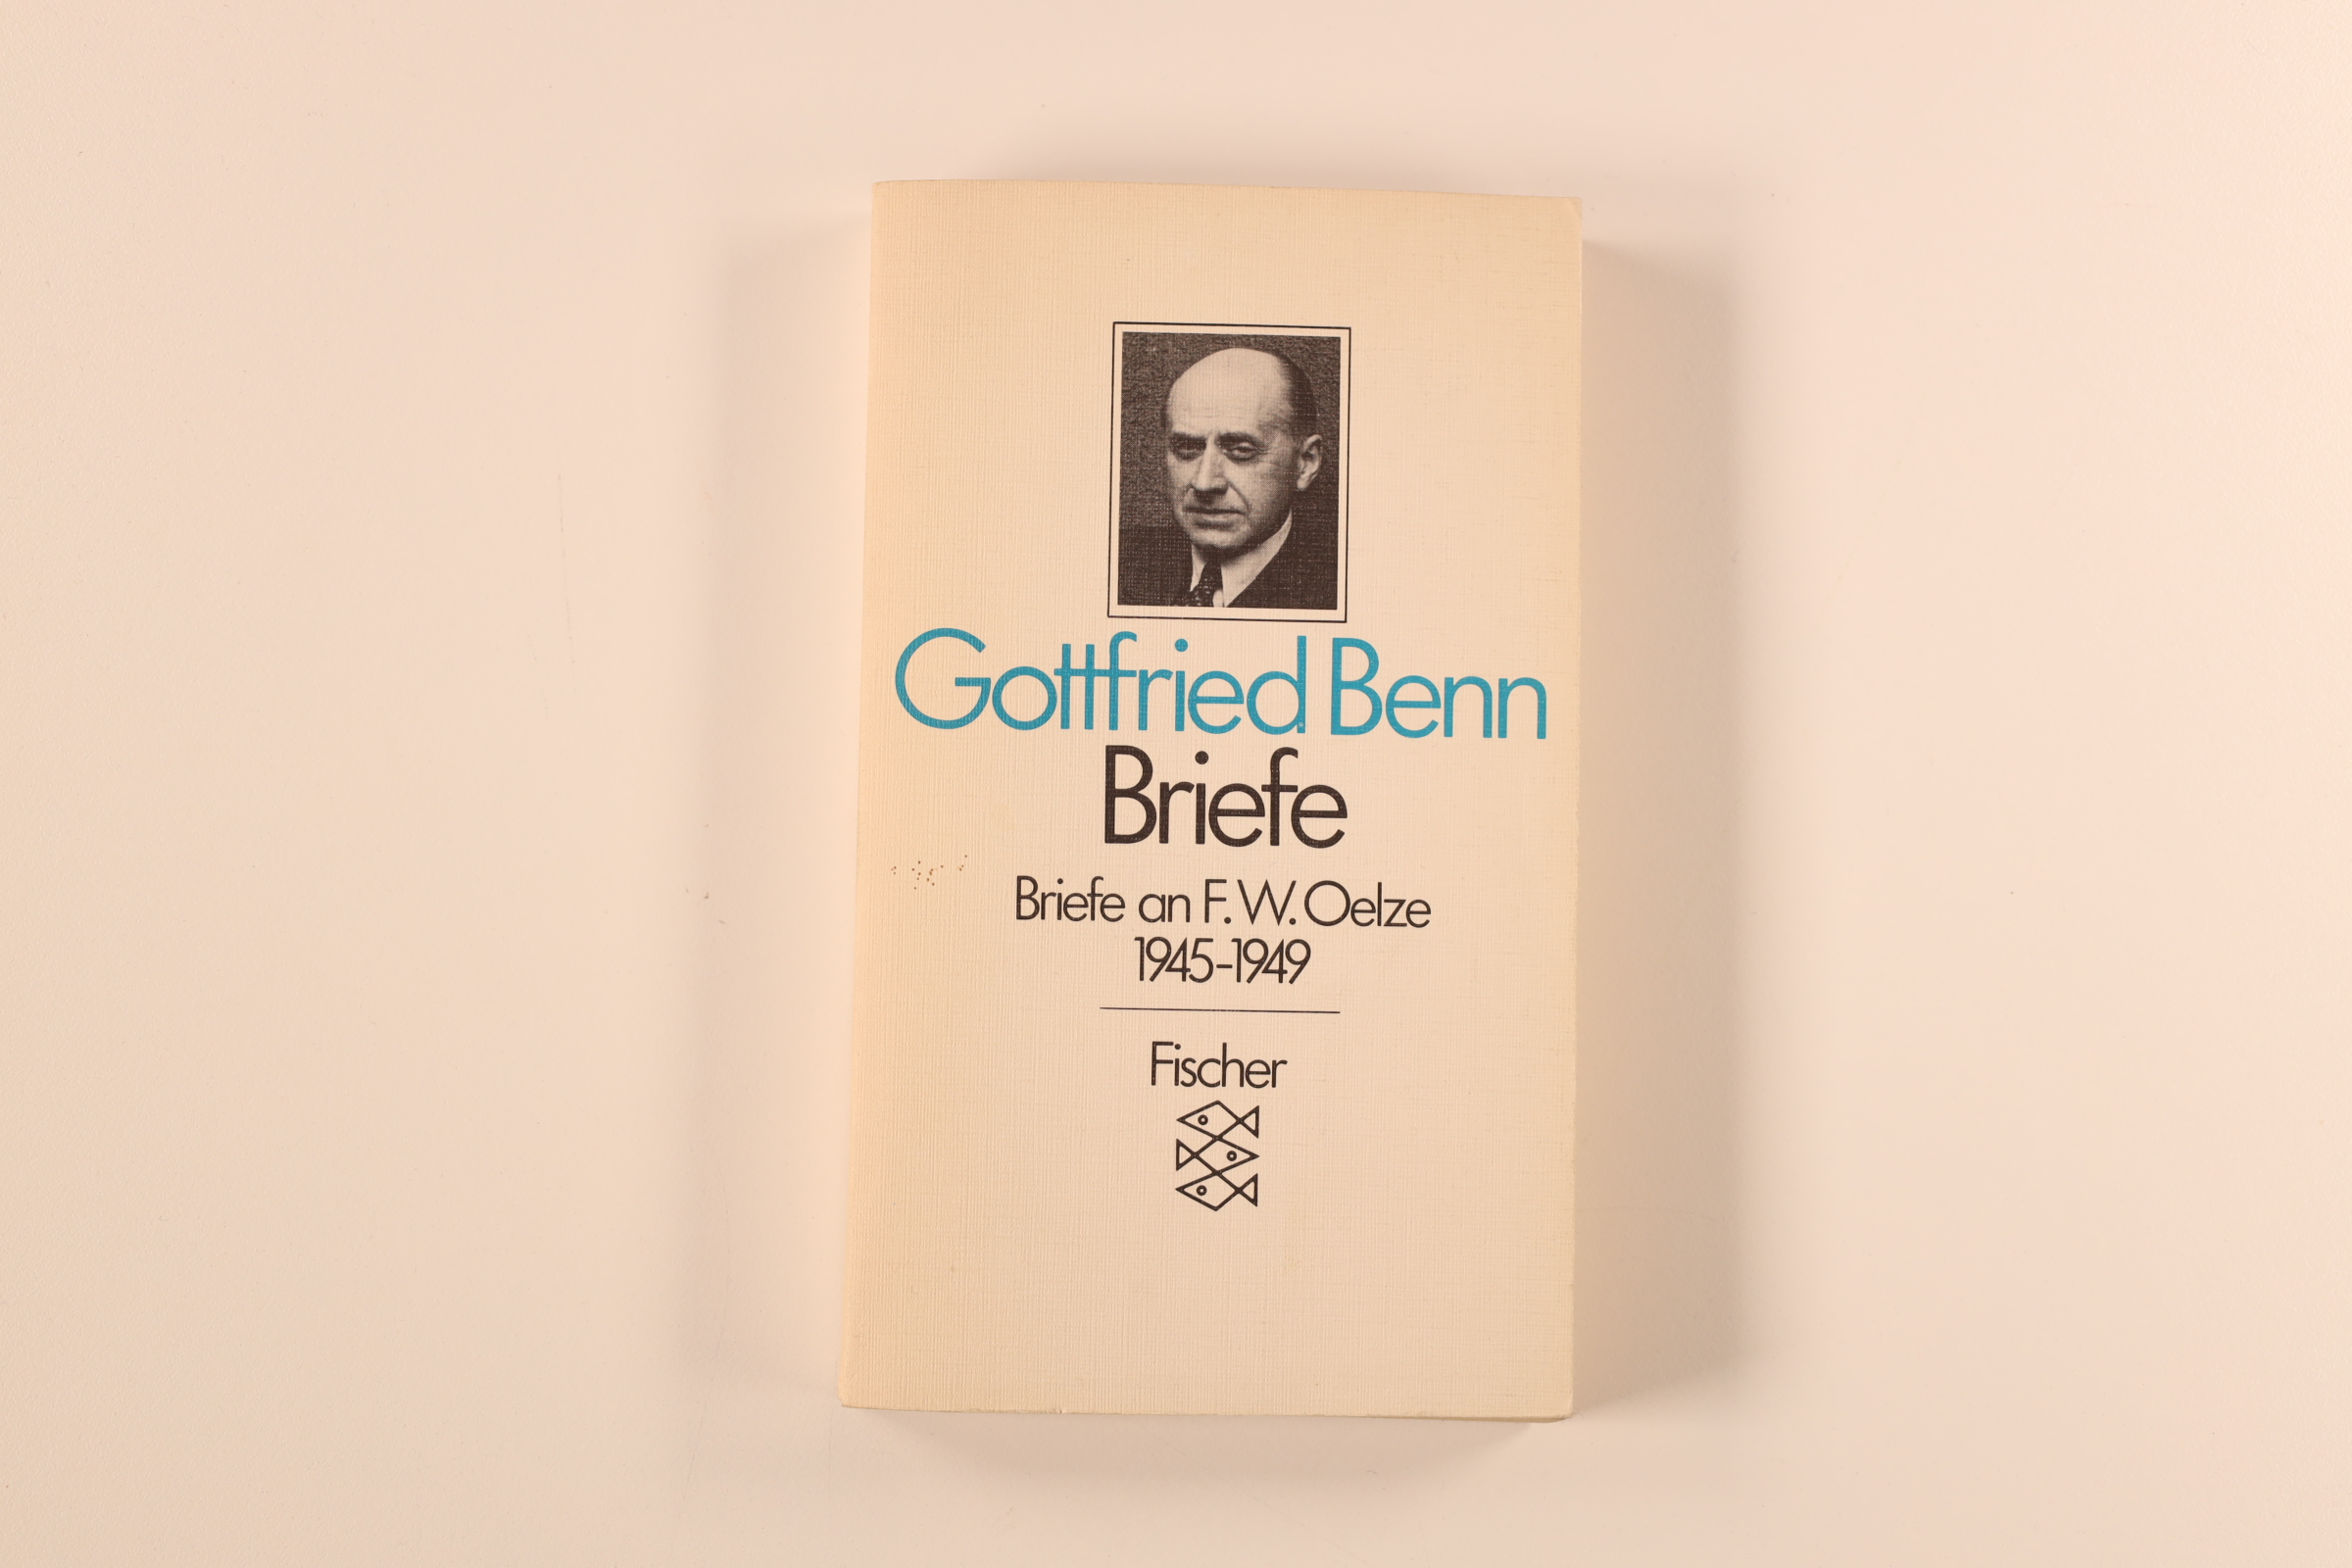 Gottfried Benn
Briefe
Briefe an F. W. Oelze
1945–1949
Fischer